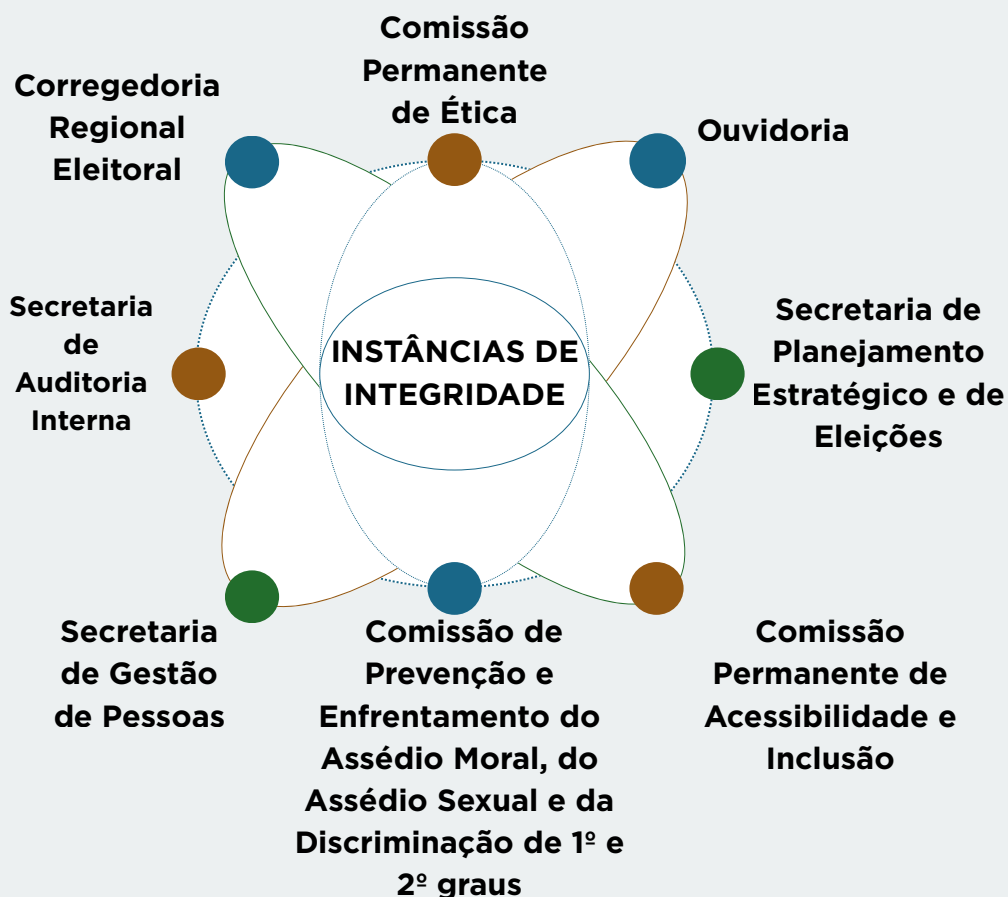 Comissão
Permanente
de Ética
Corregedoria
Regional
Eleitoral
Ouvidoria
Secretaria
de
Auditoria
Interna
INSTÂNCIAS DE
INTEGRIDADE
Secretaria de
Planejamento
Estratégico e de
Eleições
Secretaria
de Gestão
de Pessoas
Comissão de
Prevenção e
Enfrentamento do
Assédio Moral, do
Assédio Sexual e da
Discriminação de 1º e
2º graus
Comissão
Permanente de
Acessibilidade e
Inclusão